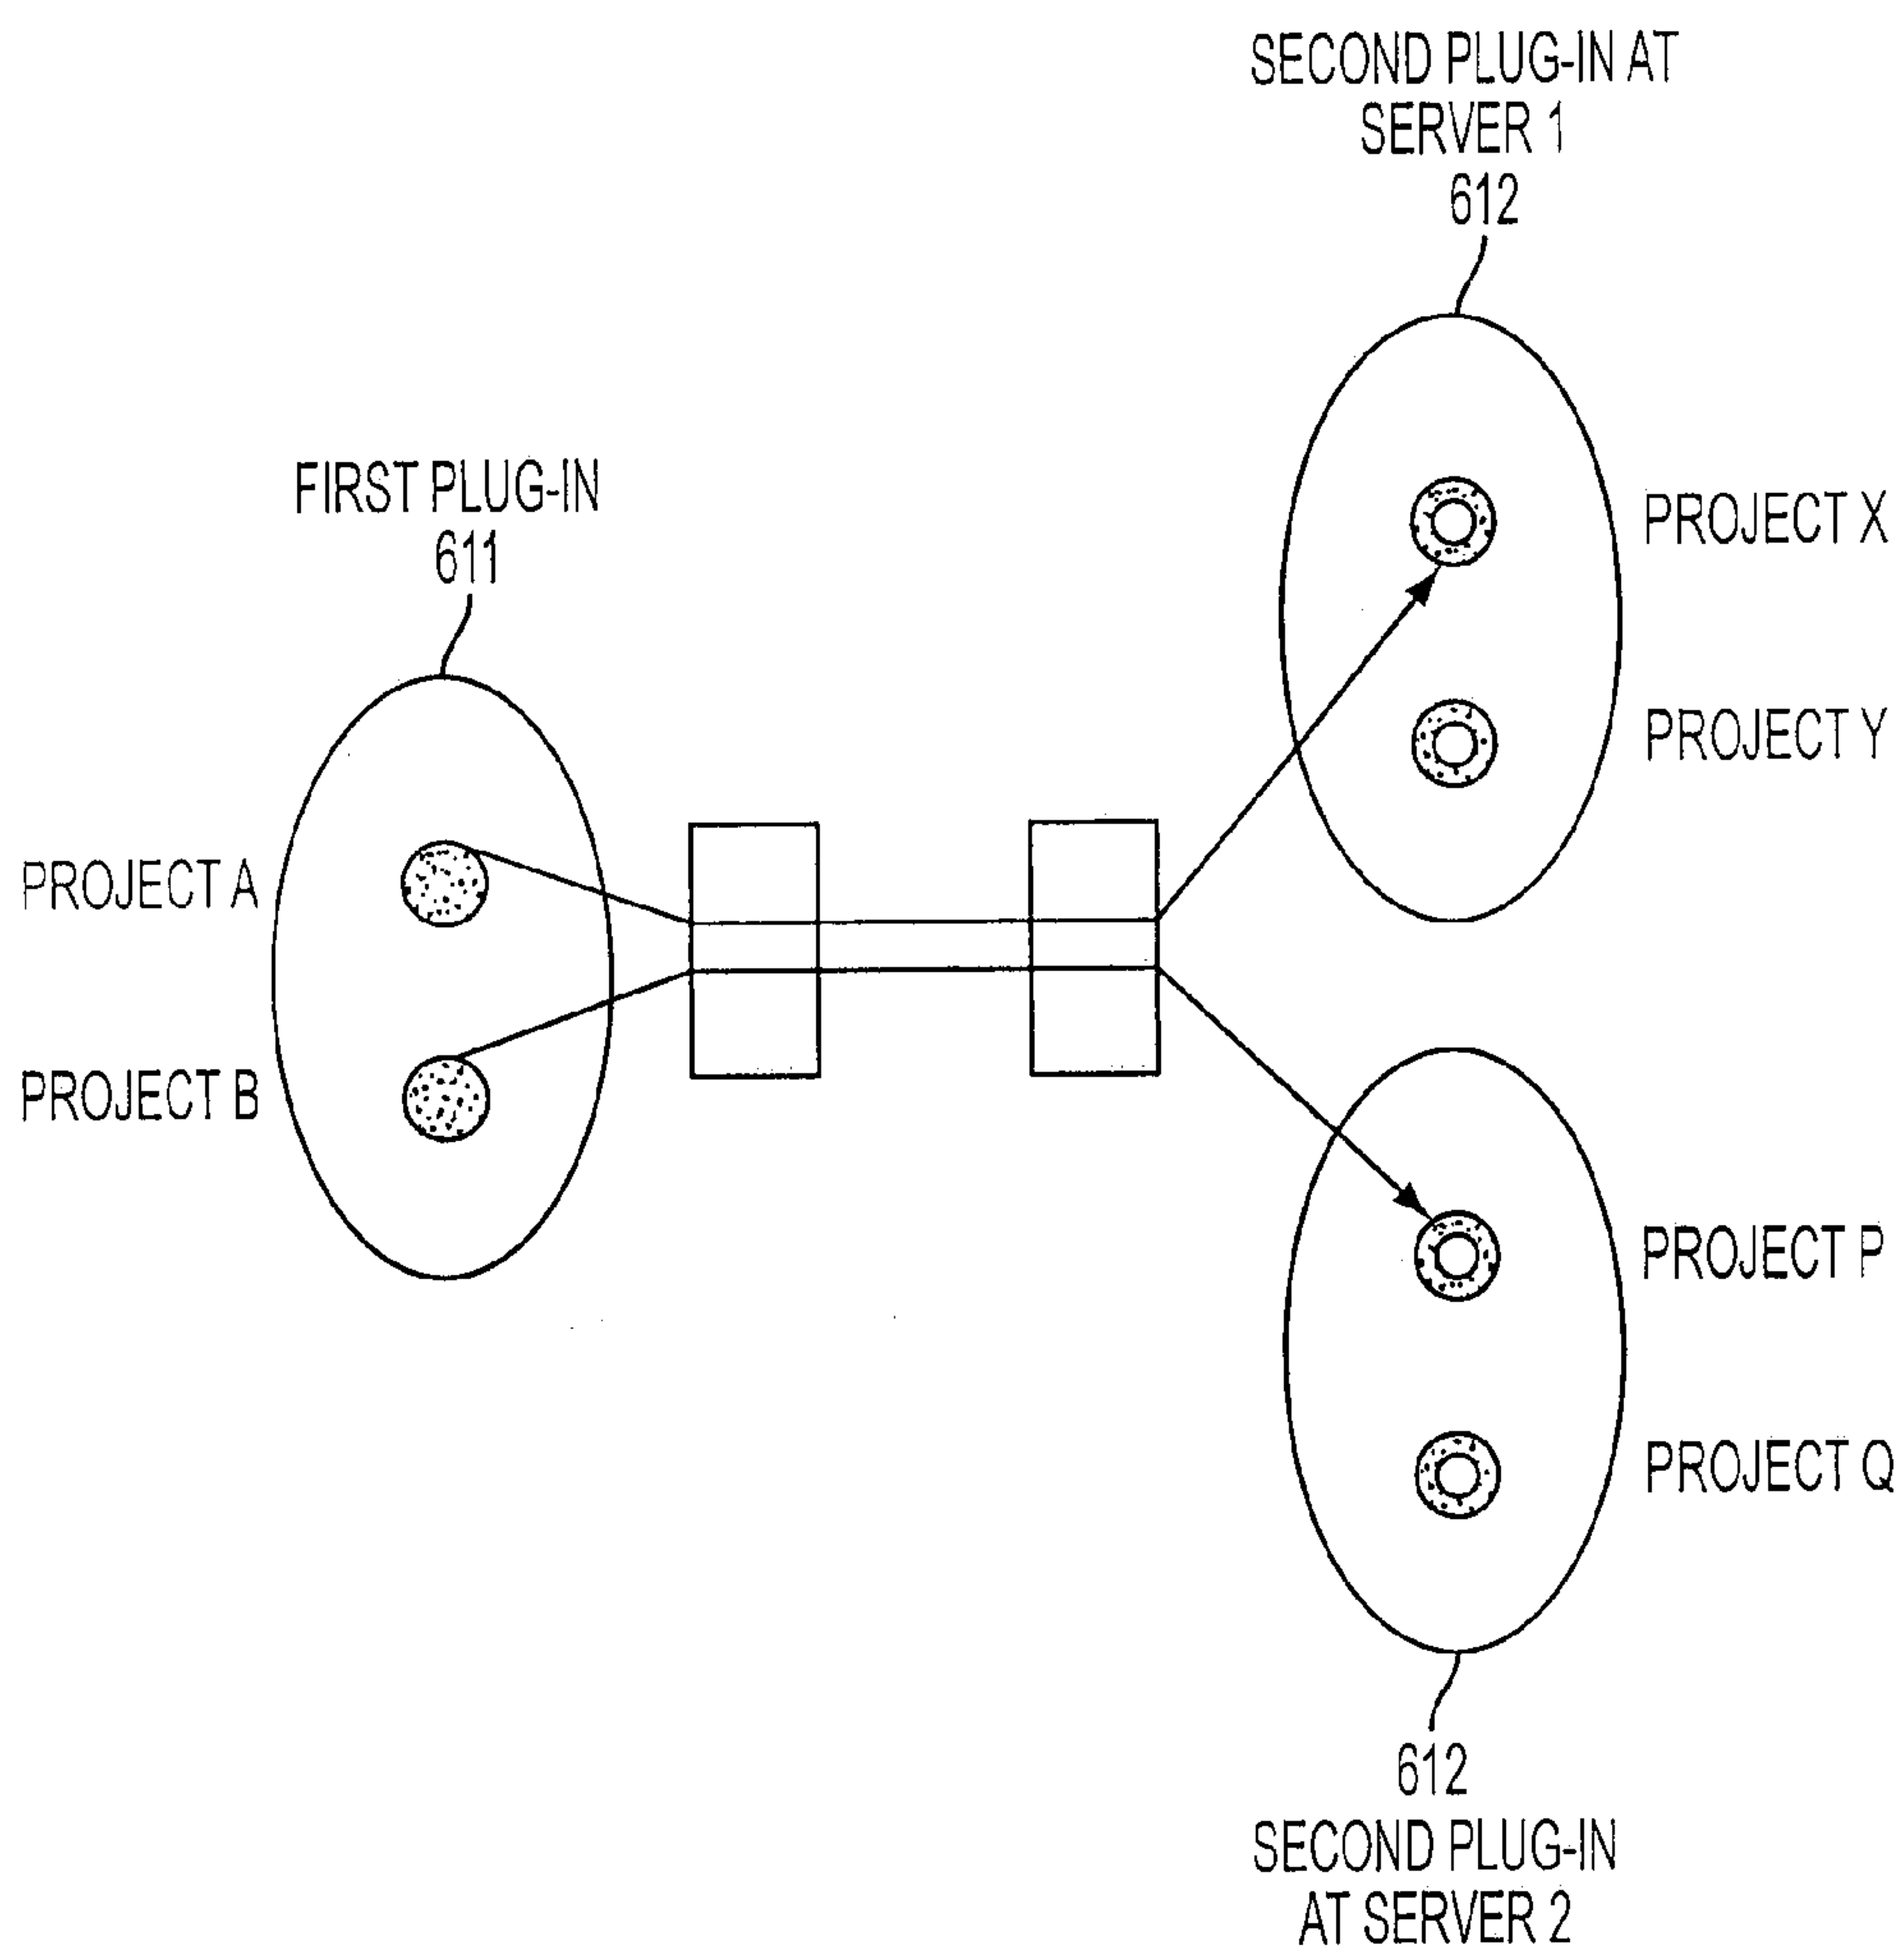 SECOND PLUG-IN AT
SERVER 1
612
FIRST PLUG-IN
611
PROJECT X
PROJECT Y
PROJECT A
PROJECT B
PROJECT P
PROJECT Q
612
SECOND PLUG-IN
AT SERVER 2